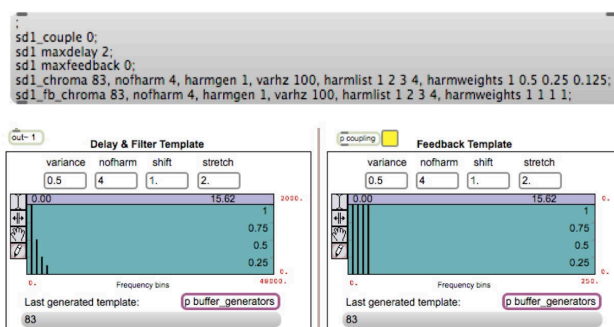 ;
sd1_couple 0;
sd1 maxdelay 2;
sd1 maxfeedback 0;
sd1_chroma 83, nofharm 4, harmgen 1, varhz 100, harmlist 1 2 3 4, harmweights 1 0.5 0.25 0.125;
sd1_fb_chroma 83, nofharm 4, harmgen 1, varhz 100, harmlist 1 2 3 4, harmweights 1 1 1 1;
out~ 1
Delay & Filter Template
variance nofharm shift stretch
0.5 4 1. 2.
0.00 15.62 2000.
1
0.75
0.5
0.25
0.
0. Frequency bins 48000.
Last generated template: p buffer_generators
83
p coupling
Feedback Template
variance nofharm shift stretch
0.5 4 1. 2.
0.00 15.62 0.
1
0.75
0.5
0.25
0. Frequency bins 250.
Last generated template: p buffer_generators
83